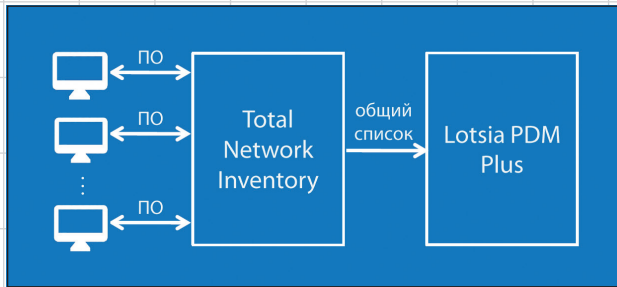 ПО
ПО
ПО
Total
Network
Inventory
общий
список
Lotsia PDM
Plus